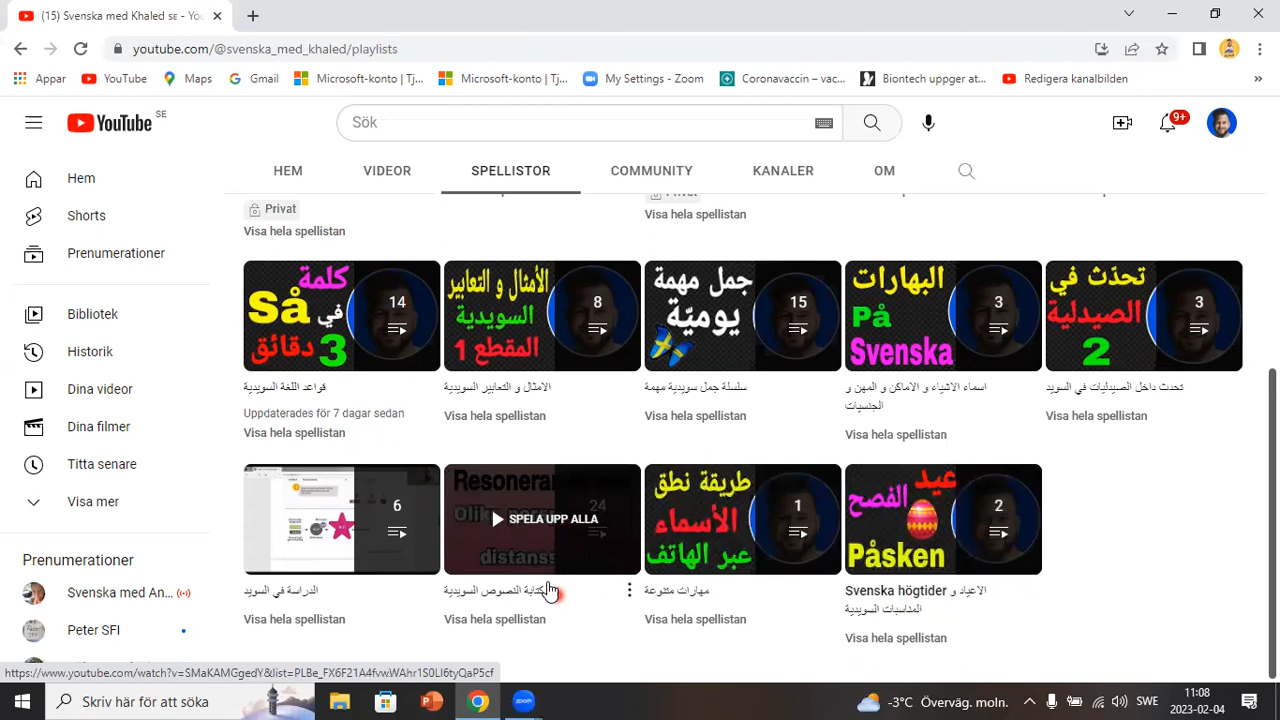 (15) Svenska med Khaled se - You
youtube.com/@svenska_med_khaled/playlists
Appar
YouTube
Maps
Gmail
Microsoft-konto | Tj...
Microsoft-konto | Tj...
My Settings - Zoom
Coronavaccin – vac...
Biontech uppger at...
Redigera kanalbilden
»
YouTube SE
Sök
9+
HEM
VIDEOR
SPELLISTOR
COMMUNITY
KANALER
OM
Hem
Shorts
Prenumerationer
Bibliotek
Historik
Dina videor
Dina filmer
Titta senare
Visa mer
Prenumerationer
Svenska med An...
Peter SFI
Privat
Visa hela spellistan
Privat
Visa hela spellistan
كلمة
Så في
3 دقائق
14
قواعد اللغة السويدية
Uppdaterades för 7 dagar sedan
Visa hela spellistan
الأمثال و التعابير
السويدية
المقطع 1
8
الامثال و التعابير السويدية
Visa hela spellistan
جمل مهمة
يوميّة
15
سلسلة جمل سويدية مهمة
Visa hela spellistan
البهارات
På
Svenska
3
اسماء الاشياء و الاماكن و المهن و
الجنسيات
Visa hela spellistan
تحدّث في
الصيدلية
2
3
تحدث داخل الصيدليات في السويد
Visa hela spellistan
6
الدراسة في السويد
Visa hela spellistan
Resonera
Olik
distans
24
SPELA UPP ALLA
كتابة النصوص السويدية
Visa hela spellistan
طريقة نطق
الأسماء
عبر الهاتف
1
مهارات متنوعة
Visa hela spellistan
عيد
الفصح
Påsken
2
Svenska högtider الاعياد و
المناسبات السويدية
Visa hela spellistan
https://www.youtube.com/watch?v=SMaKAMGgedY&list=PLBe_FX6F21A4fvwWAhr1S0LI6tyQaP5cf
Skriv här för att söka
zoom
-3°C Överväg. moln.
SWE
11:08
2023-02-04